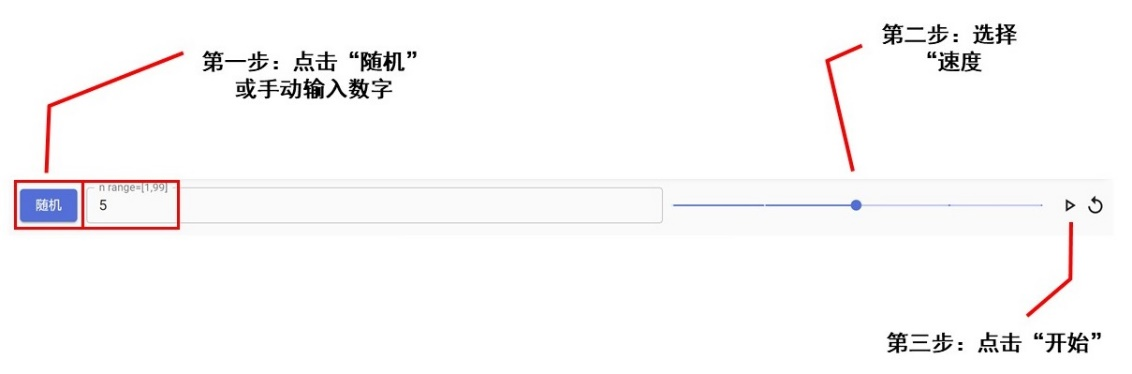 第一步：点击“随机”
或手动输入数字
第二步：选择
“速度
随机
n range=[1,99]
5
第三步：点击“开始”